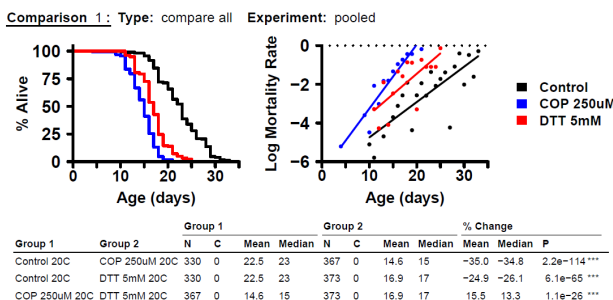 Comparison 1 : Type: compare all Experiment: pooled
100
75
50
25
0
% Alive
0 10 20 30 40
Age (days)
0
−2
−4
−6
Log Mortality Rate
0 10 20 30 40
Age (days)
Control
COP 250uM
DTT 5mM
Group 1 Group 2 % Change
Group 1 Group 2 N C Mean Median N C Mean Median Mean Median P
Control 20C COP 250uM 20C 330 0 22.5 23 367 0 14.6 15 −35.0 −34.8 2.2e−114 ***
Control 20C DTT 5mM 20C 330 0 22.5 23 373 0 16.9 17 −24.9 −26.1 6.1e−65 ***
COP 250uM 20C DTT 5mM 20C 367 0 14.6 15 373 0 16.9 17 15.5 13.3 1.1e−26 ***